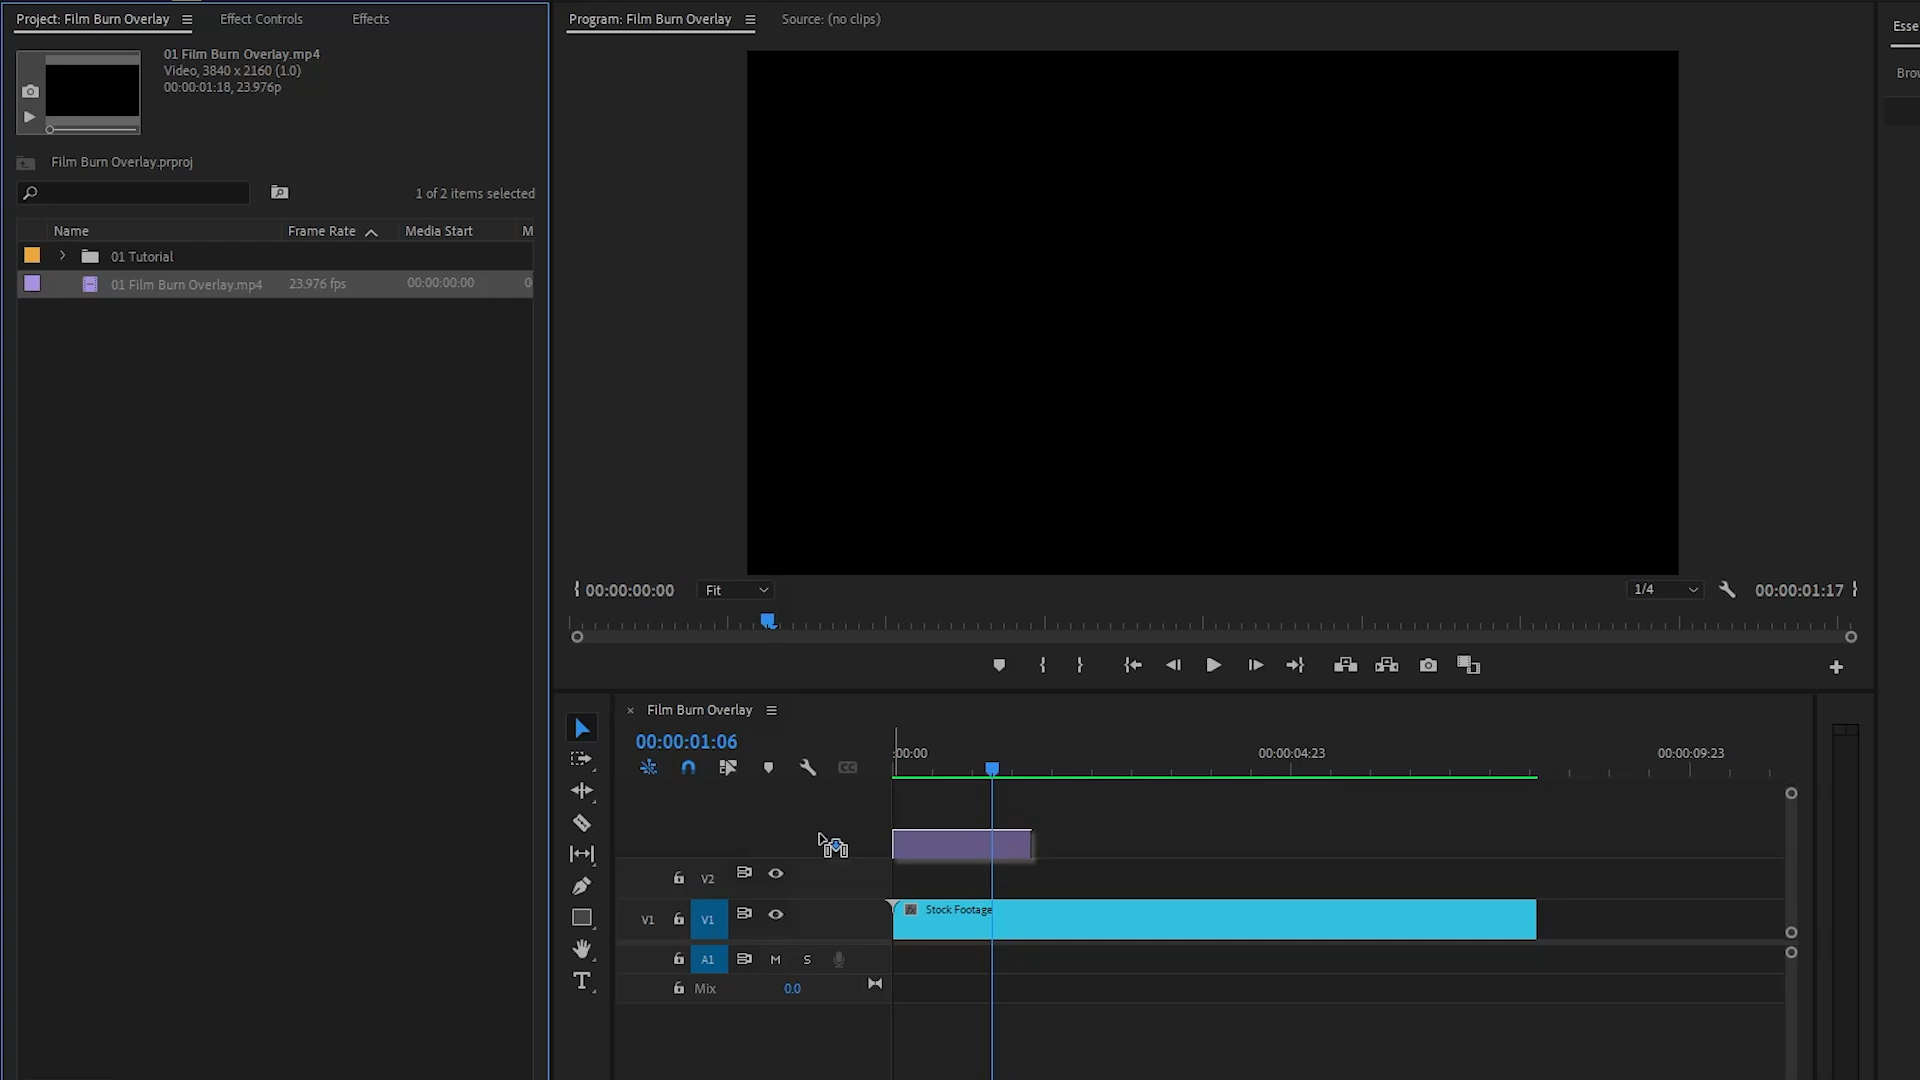 Project: Film Burn Overlay
Effect Controls
Effects
01 Film Burn Overlay.mp4
Video, 3840 x 2160 (1.0)
00:00:01:18, 23.976p
Film Burn Overlay.prproj
1 of 2 items selected
Name
Frame Rate
Media Start
M
01 Tutorial
01 Film Burn Overlay.mp4
23.976 fps
00:00:00:00
0
Program: Film Burn Overlay
Source: (no clips)
Esse
Brov
00:00:00:00
Fit
1/4
00:00:01:17
× Film Burn Overlay
00:00:01:06
:00:00
00:00:04:23
00:00:09:23
CC
V2
V1
V1
fx
Stock Footage
A1
M
S
Mix
0.0
T